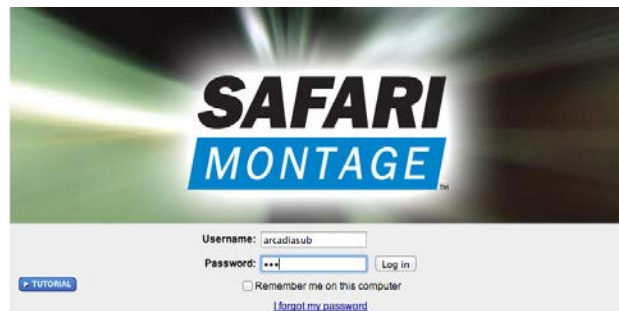 SAFARI
MONTAGE
TM
Username: arcadiasub
Password: •••
Log in
Remember me on this computer
TUTORIAL
I forgot my password